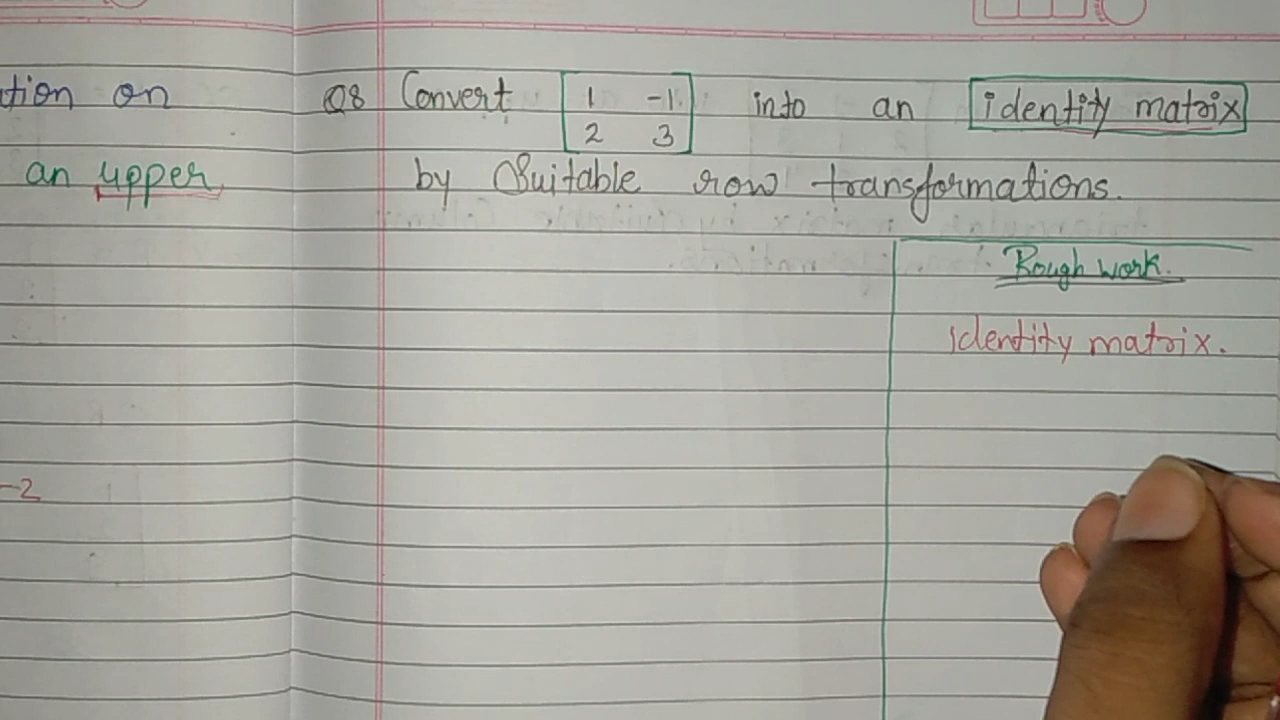 tion on
an upper
-2
Q8 Convert [1 -1
2 3] into an identity matrix
by Suitable row transformations.
Rough work.
identity matrix.